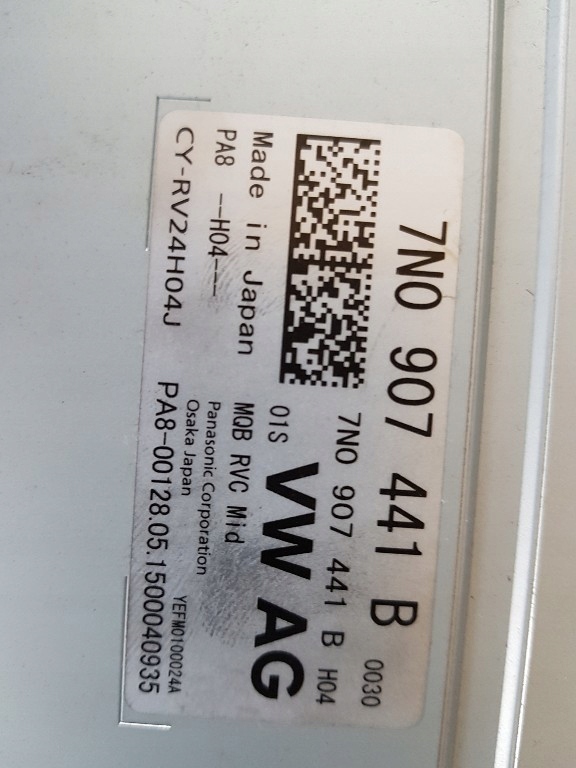 7N0 907 441 B 0030
7N0 907 441 B H04
01S VW AG
Made in Japan MQB RVC Mid
PA8 --H04--- Panasonic Corporation
Osaka Japan
YEFM0100024A
CY-RV24H04J PA8-00128.05.1500040935